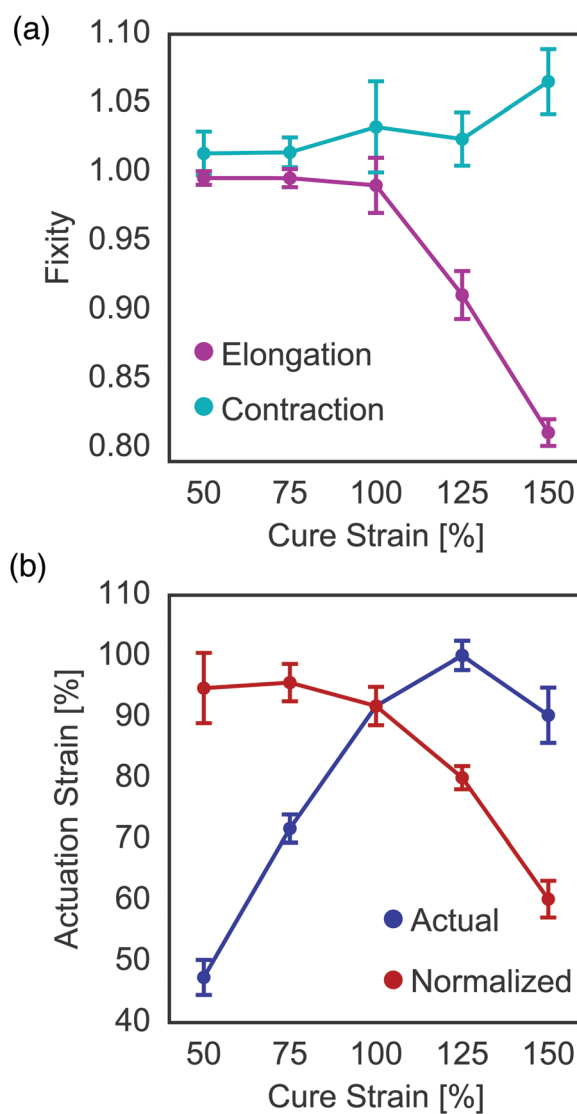 (a)
1.10
1.05
1.00
0.95
0.90
0.85
0.80
Fixity
Elongation
Contraction
50 75 100 125 150
Cure Strain [%]
(b)
110
100
90
80
70
60
50
40
Actuation Strain [%]
Actual
Normalized
50 75 100 125 150
Cure Strain [%]